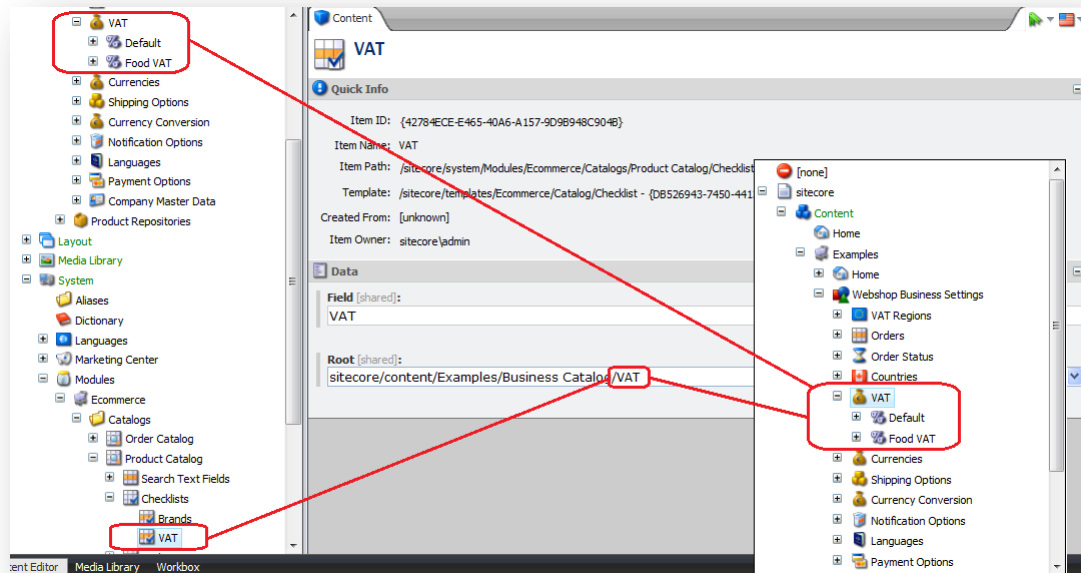 VAT
Default
Food VAT
Currencies
Shipping Options
Currency Conversion
Notification Options
Languages
Payment Options
Company Master Data
Product Repositories
Layout
Media Library
System
Aliases
Dictionary
Languages
Marketing Center
Modules
Ecommerce
Catalogs
Order Catalog
Product Catalog
Search Text Fields
Checklists
Brands
VAT
Content
VAT
Quick Info
Item ID: {42784ECE-E465-40A6-A157-9D9B948C904B}
Item Name: VAT
Item Path: /sitecore/system/Modules/Ecommerce/Catalogs/Product Catalog/Checklist
Template: /sitecore/templates/Ecommerce/Catalog/Checklist - {DB526943-7450-441
Created From: [unknown]
Item Owner: sitecore\admin
Data
Field [shared]:
VAT
Root [shared]:
sitecore/content/Examples/Business Catalog/VAT
[none]
sitecore
Content
Home
Examples
Home
Webshop Business Settings
VAT Regions
Orders
Order Status
Countries
VAT
Default
Food VAT
Currencies
Shipping Options
Currency Conversion
Notification Options
Languages
Payment Options
tent Editor Media Library Workbox